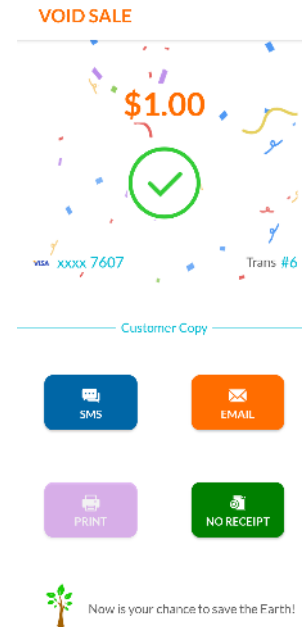 VOID SALE
$1.00
VISA xxxx 7607 Trans #6
Customer Copy
SMS EMAIL
PRINT NO RECEIPT
Now is your chance to save the Earth!